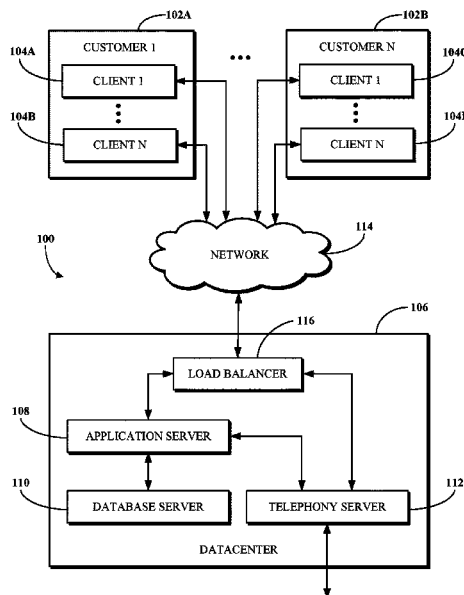 102A
102B
CUSTOMER 1
CUSTOMER N
104A
CLIENT 1
CLIENT 1
104C
104B
CLIENT N
CLIENT N
NETWORK
114
100
106
116
LOAD BALANCER
108
APPLICATION SERVER
110
DATABASE SERVER
TELEPHONY SERVER
112
DATACENTER